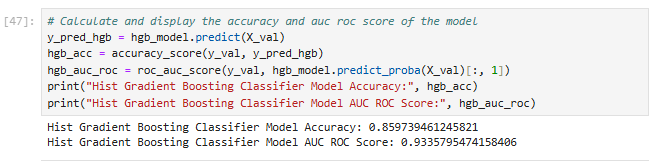 [47]: # Calculate and display the accuracy and auc roc score of the model
y_pred_hgb = hgb_model.predict(X_val)
hgb_acc = accuracy_score(y_val, y_pred_hgb)
hgb_auc_roc = roc_auc_score(y_val, hgb_model.predict_proba(X_val)[:, 1])
print("Hist Gradient Boosting Classifier Model Accuracy:", hgb_acc)
print("Hist Gradient Boosting Classifier Model AUC ROC Score:", hgb_auc_roc)
Hist Gradient Boosting Classifier Model Accuracy: 0.859739461245821
Hist Gradient Boosting Classifier Model AUC ROC Score: 0.9335795474158406